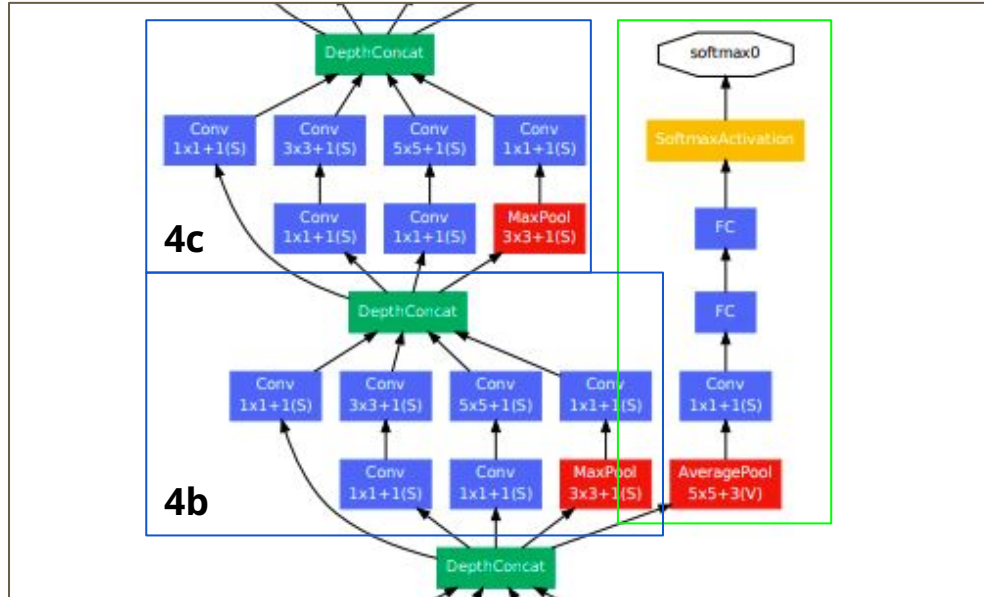 DepthConcat
softmax0
Conv
1x1+1(S)
Conv
3x3+1(S)
Conv
5x5+1(S)
Conv
1x1+1(S)
SoftmaxActivation
4c
Conv
1x1+1(S)
Conv
1x1+1(S)
MaxPool
3x3+1(S)
FC
DepthConcat
FC
Conv
1x1+1(S)
Conv
3x3+1(S)
Conv
5x5+1(S)
Conv
1x1+1(S)
Conv
1x1+1(S)
4b
Conv
1x1+1(S)
Conv
1x1+1(S)
MaxPool
3x3+1(S)
AveragePool
5x5+3(V)
DepthConcat